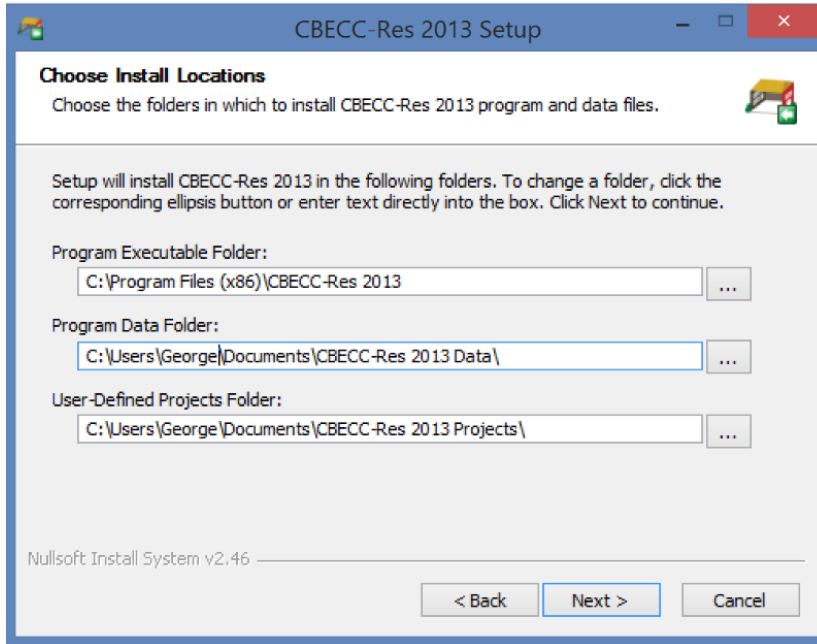 CBECC-Res 2013 Setup
Choose Install Locations
Choose the folders in which to install CBECC-Res 2013 program and data files.
Setup will install CBECC-Res 2013 in the following folders. To change a folder, click the
corresponding ellipsis button or enter text directly into the box. Click Next to continue.
Program Executable Folder:
C:\Program Files (x86)\CBECC-Res 2013
...
Program Data Folder:
C:\Users\George\Documents\CBECC-Res 2013 Data\
...
User-Defined Projects Folder:
C:\Users\George\Documents\CBECC-Res 2013 Projects\
...
Nullsoft Install System v2.46
< Back
Next >
Cancel